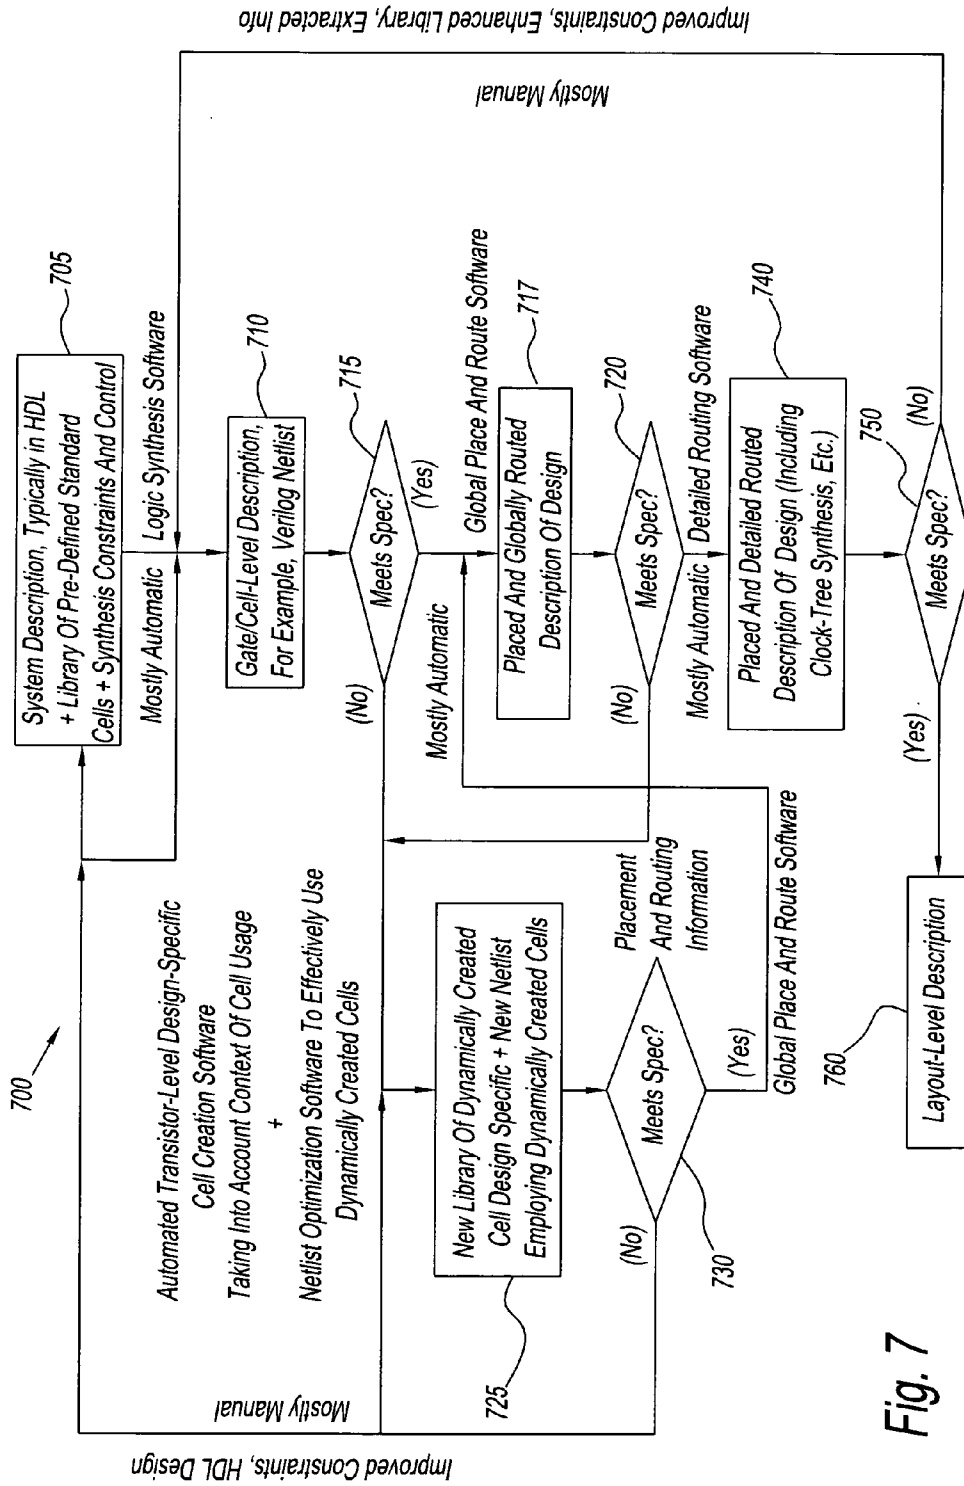 700
System Description, Typically in HDL
+ Library Of Pre-Defined Standard
Cells + Synthesis Constraints And Control
705
Mostly Automatic
Logic Synthesis Software
Gate/Cell-Level Description,
For Example, Verilog Netlist
710
Meets Spec?
715
(No)
(Yes)
Mostly Automatic
Global Place And Route Software
Placed And Globally Routed
Description Of Design
717
Meets Spec?
720
(No)
Mostly Automatic
Detailed Routing Software
Placed And Detailed Routed
Description Of Design (Including
Clock-Tree Synthesis, Etc.)
740
Meets Spec?
750
(Yes)
(No)
Layout-Level Description
760
Automated Transistor-Level Design-Specific
Cell Creation Software
Taking Into Account Context Of Cell Usage
+
Netlist Optimization Software To Effectively Use
Dynamically Created Cells
New Library Of Dynamically Created
Cell Design Specific + New Netlist
Employing Dynamically Created Cells
725
Placement
And Routing
Information
Meets Spec?
730
(No)
(Yes)
Global Place And Route Software
Mostly Manual
Improved Constraints, HDL Design
Mostly Manual
Improved Constraints, Enhanced Library, Extracted Info
Fig. 7